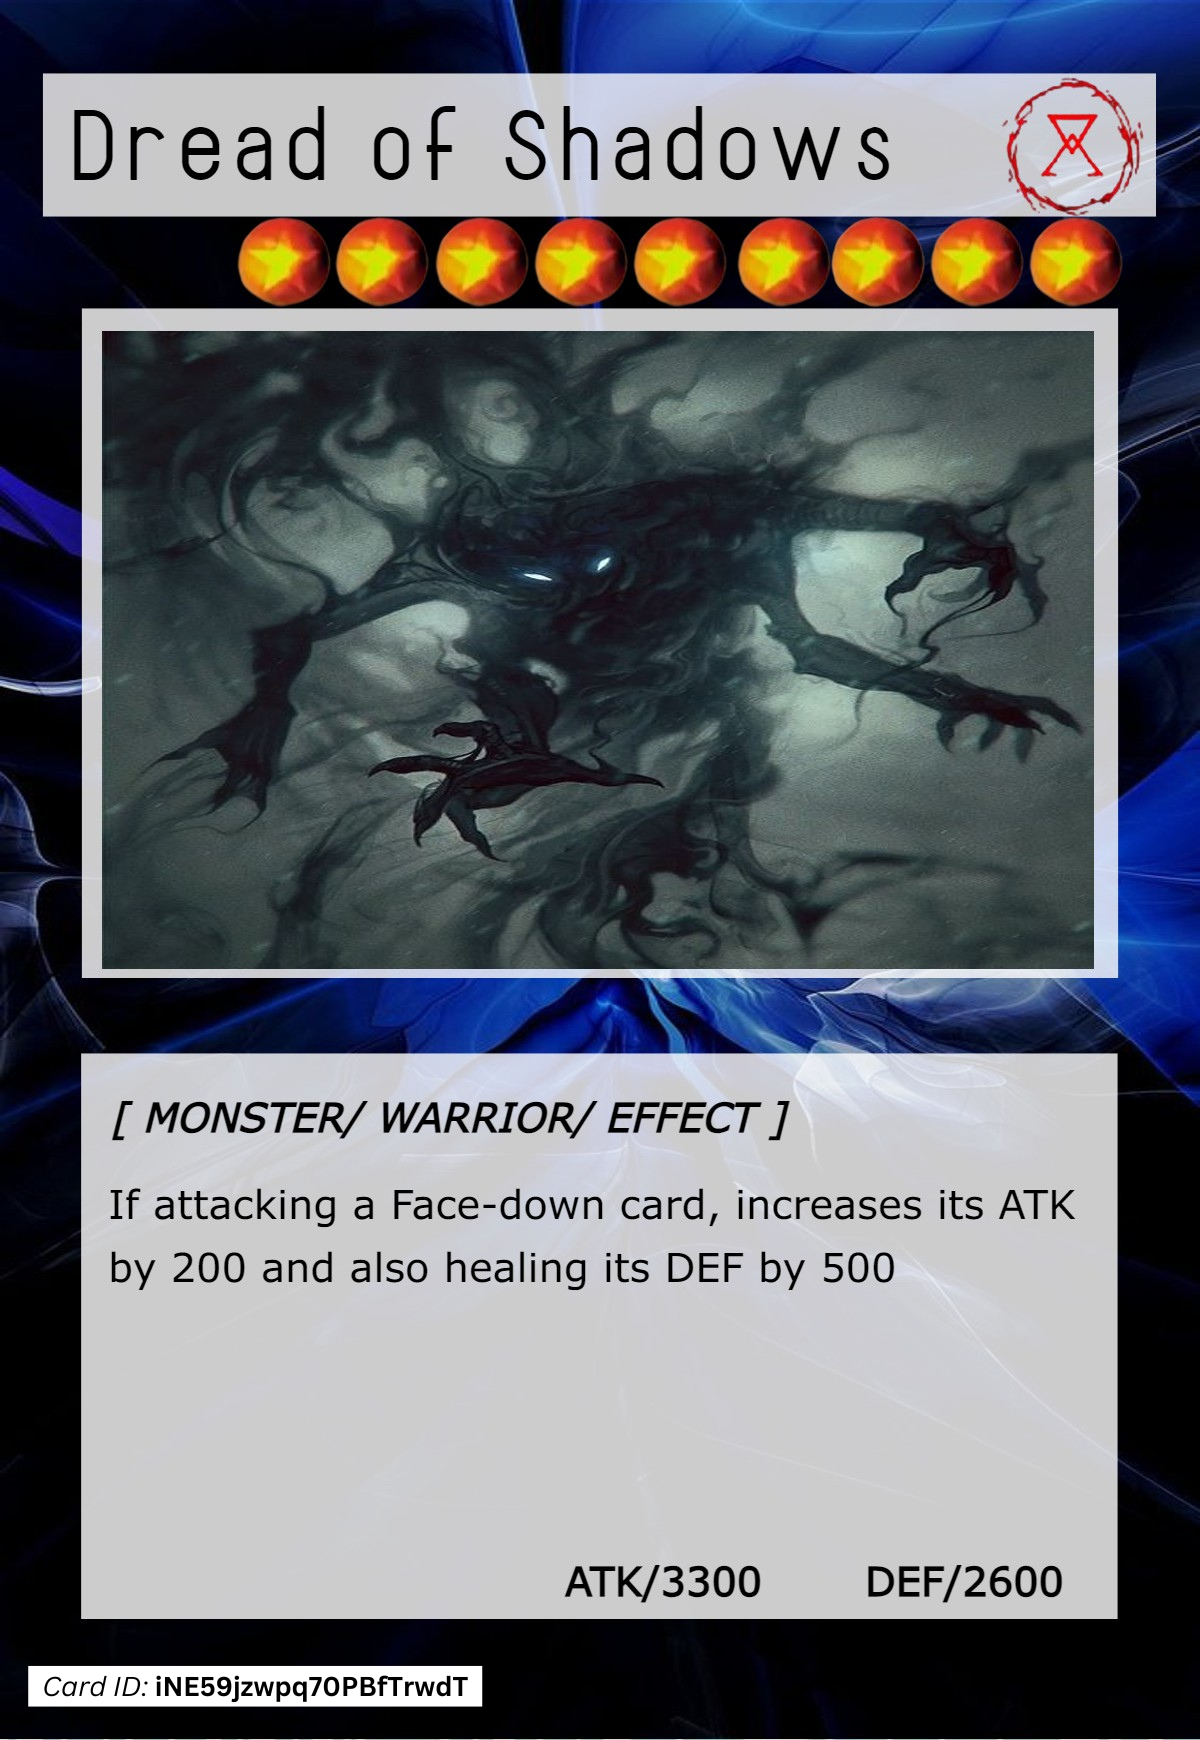 Dread of Shadows
[ MONSTER/ WARRIOR/ EFFECT ]
If attacking a Face-down card, increases its ATK
by 200 and also healing its DEF by 500
ATK/3300 DEF/2600
Card ID: iNE59jzwpq70PBfTrwdT